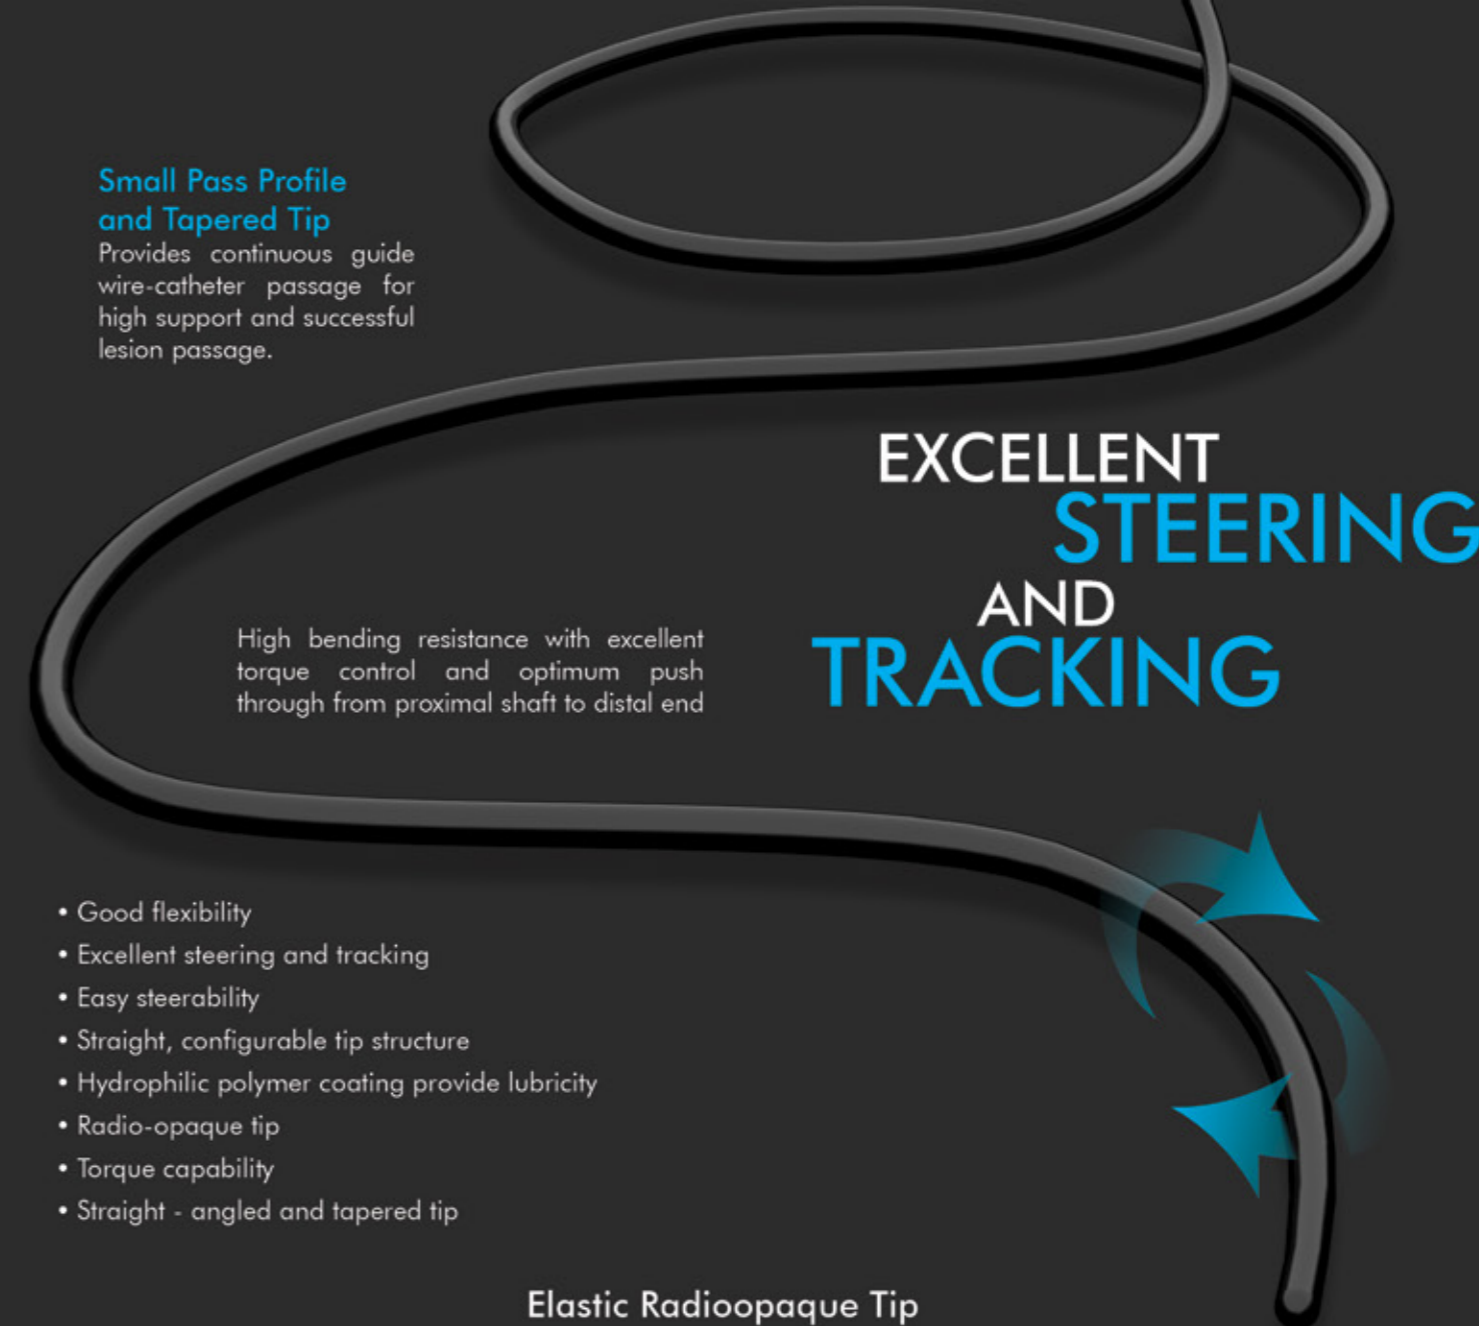 Small Pass Profile
and Tapered Tip
Provides continuous guide
wire-catheter passage for
high support and successful
lesion passage.
EXCELLENT
STEERING
AND
TRACKING
High bending resistance with excellent
torque control and optimum push
through from proximal shaft to distal end
• Good flexibility
• Excellent steering and tracking
• Easy steerability
• Straight, configurable tip structure
• Hydrophilic polymer coating provide lubricity
• Radio-opaque tip
• Torque capability
• Straight - angled and tapered tip
Elastic Radioopaque Tip